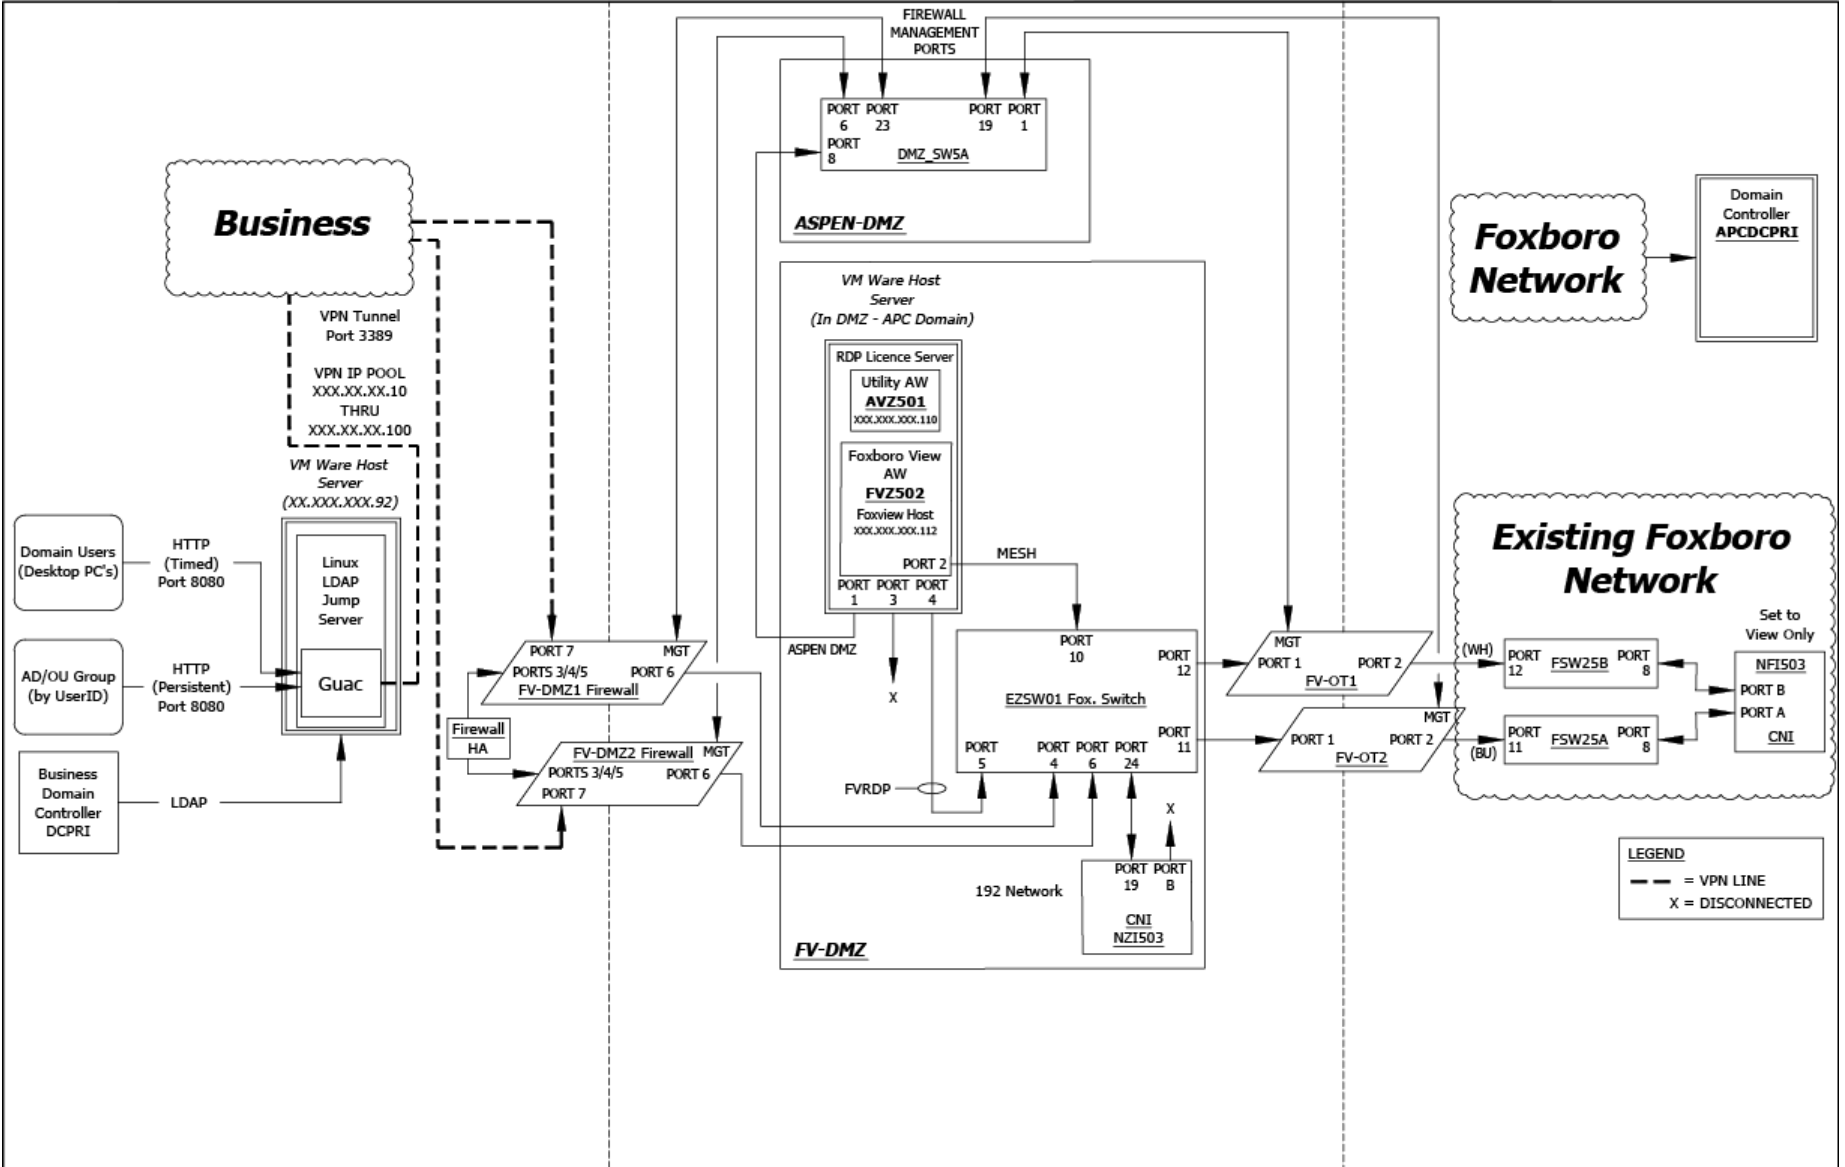 FIREWALL
MANAGEMENT
PORTS
PORT
6
PORT
23
PORT
19
PORT
1
PORT
8
DMZ_SW5A
ASPEN-DMZ
Business
VPN Tunnel
Port 3389
VPN IP POOL
XXX.XX.XX.10
THRU
XXX.XX.XX.100
VM Ware Host
Server
(XX.XXX.XXX.92)
Domain Users
(Desktop PC's)
HTTP
(Timed)
Port 8080
Linux
LDAP
Jump
Server
Guac
AD/OU Group
(by UserID)
HTTP
(Persistent)
Port 8080
Business
Domain
Controller
DCPRI
LDAP
PORT 7
MGT
PORTS 3/4/5
PORT 6
FV-DMZ1 Firewall
Firewall
HA
FV-DMZ2 Firewall
MGT
PORTS 3/4/5
PORT 6
PORT 7
VM Ware Host
Server
(In DMZ - APC Domain)
RDP Licence Server
Utility AW
AVZ501
XXX.XXX.XXX.110
Foxboro View
AW
FVZ502
Foxview Host
XXX.XXX.XXX.112
PORT 2
PORT
1
PORT
3
PORT
4
MESH
ASPEN DMZ
X
FVRDP
PORT
10
PORT
12
EZSW01 Fox. Switch
PORT
11
PORT
5
PORT
4
PORT
6
PORT
24
X
PORT
19
PORT
B
192 Network
CNI
NZI503
FV-DMZ
MGT
PORT 1
PORT 2
FV-OT1
MGT
PORT 1
PORT 2
FV-OT2
Foxboro
Network
Domain
Controller
APCDCPRI
Existing Foxboro
Network
Set to
View Only
(WH)
PORT
12
FSW25B
PORT
8
NFI503
PORT B
PORT A
CNI
(BU)
PORT
11
FSW25A
PORT
8
LEGEND
= VPN LINE
X = DISCONNECTED